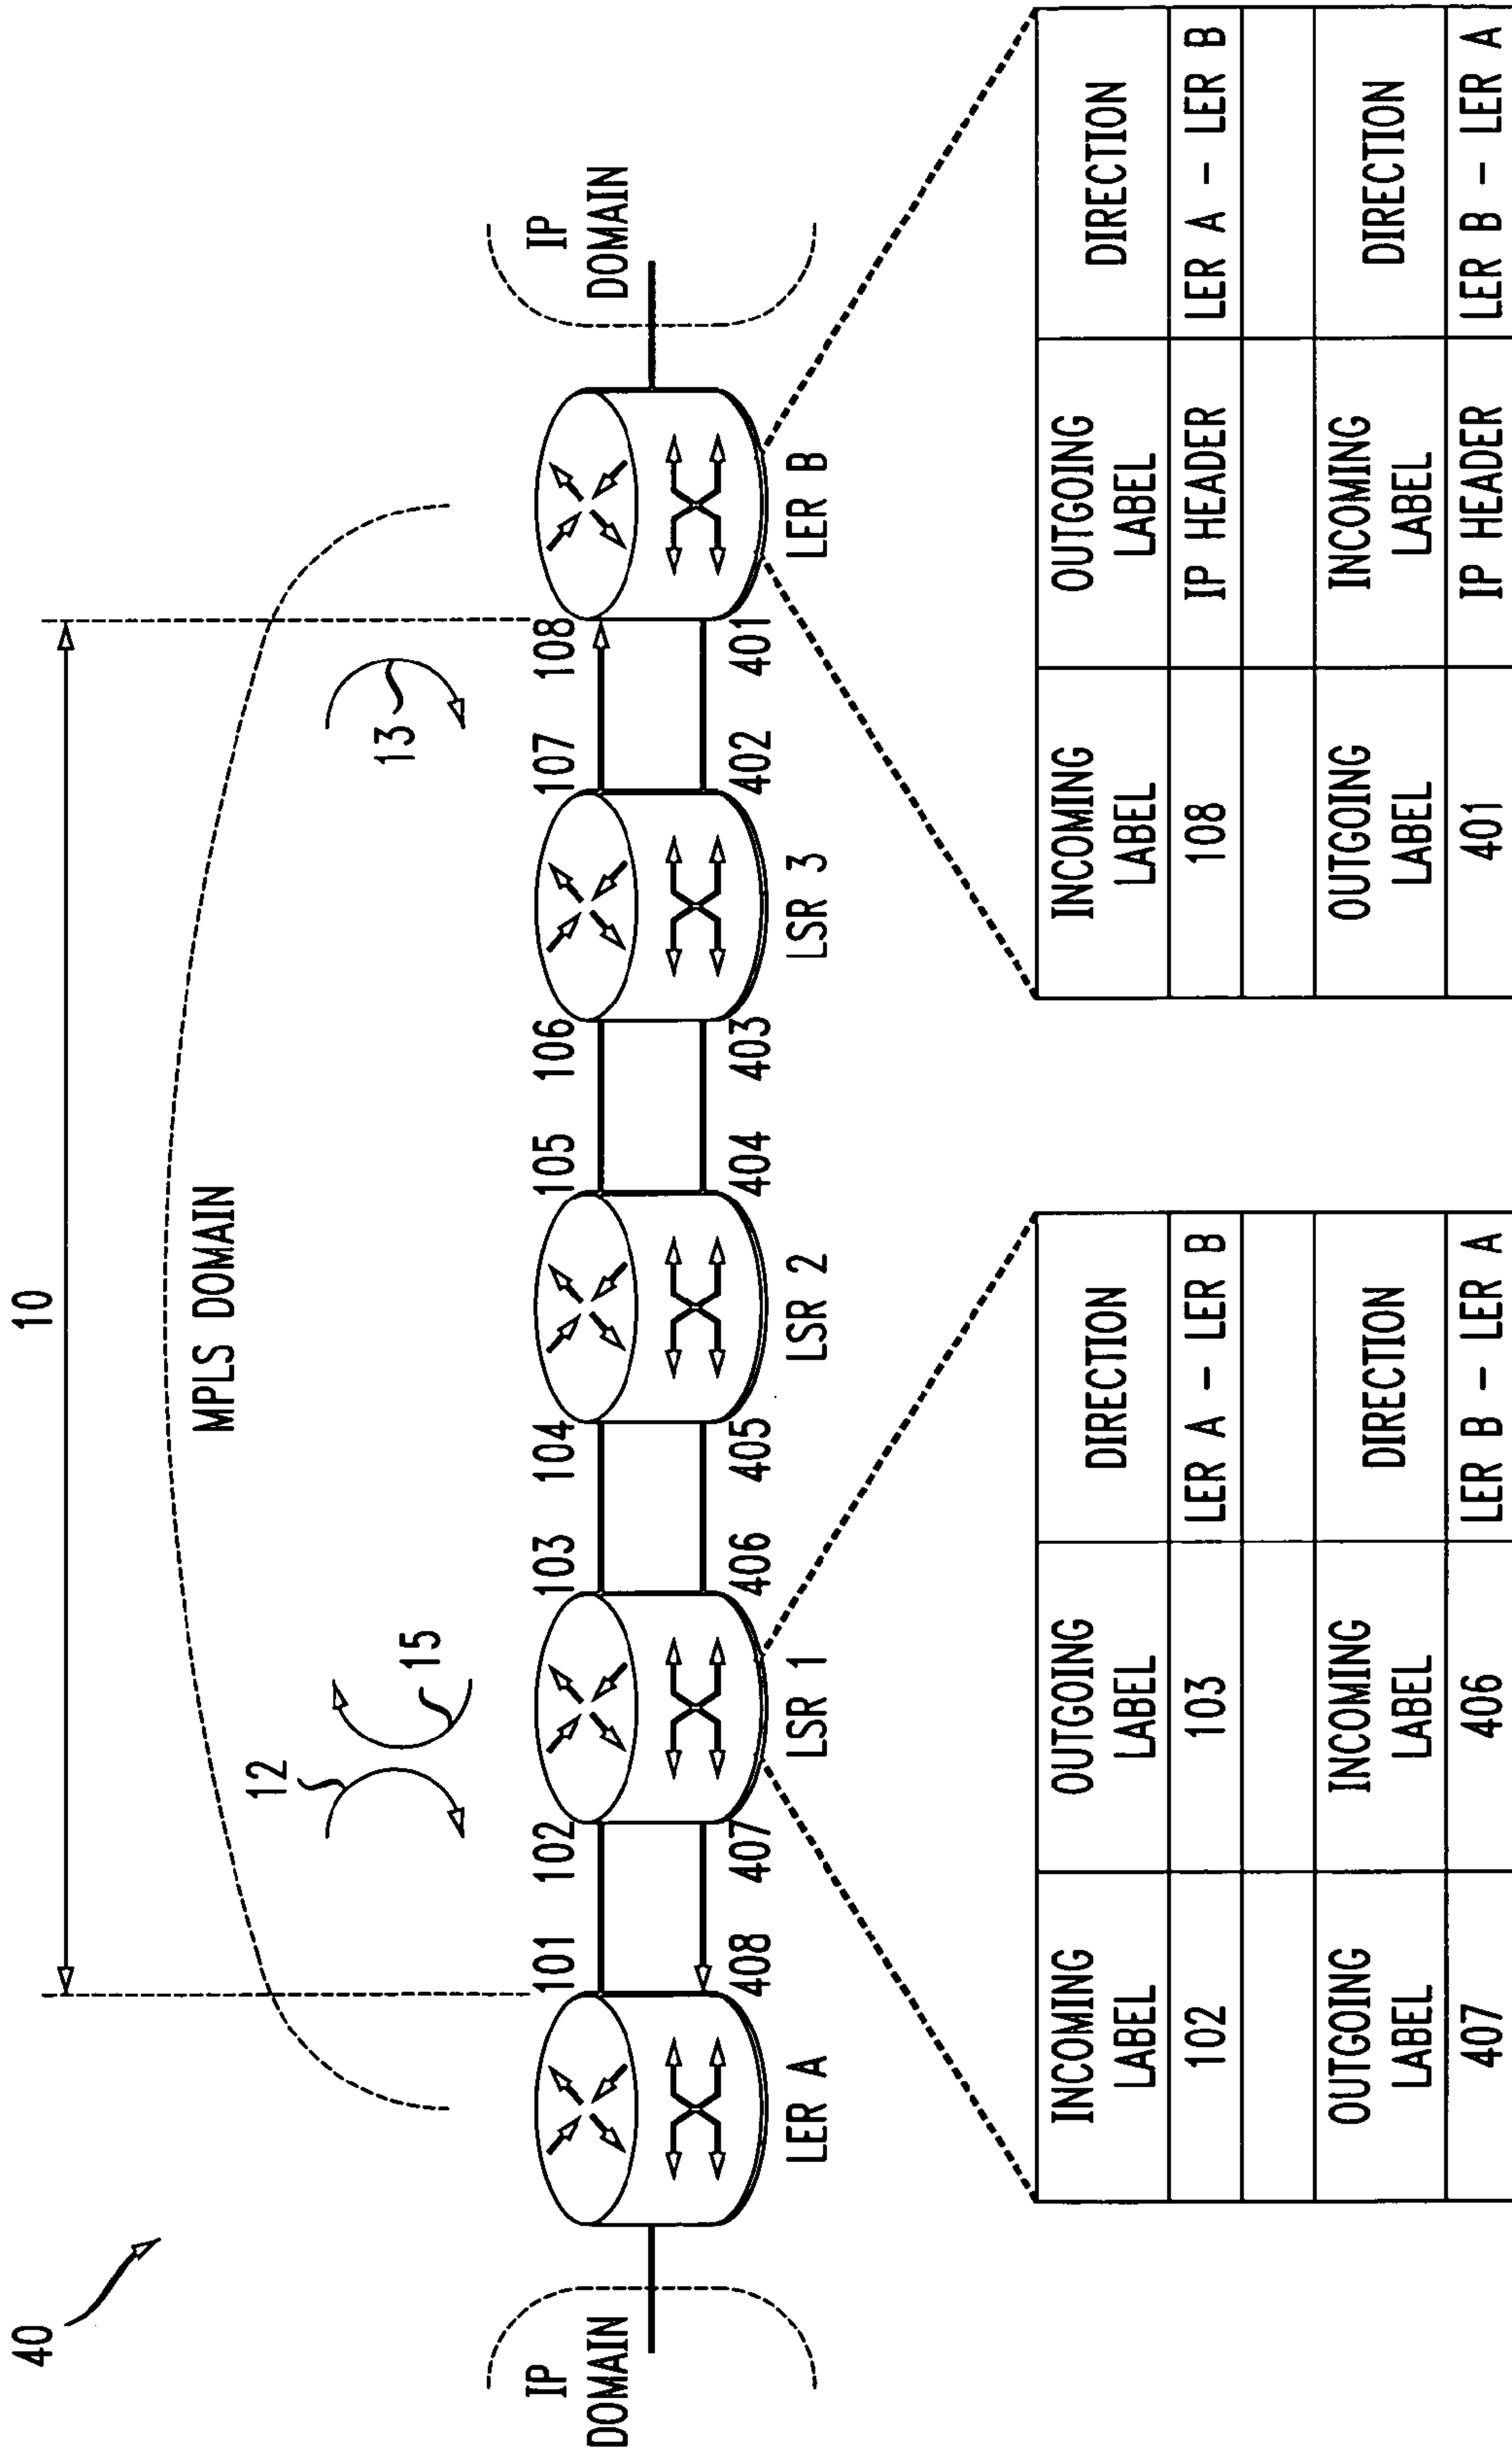 40
10
MPLS DOMAIN
12
15
13
IP
DOMAIN
IP
DOMAIN
101
102
103
104
105
106
107
108
408
407
406
405
404
403
402
401
LER A
LSR 1
LSR 2
LSR 3
LER B
INCOMING
LABEL
OUTGOING
LABEL
DIRECTION
102
103
LER A - LER B
OUTGOING
LABEL
INCOMING
LABEL
DIRECTION
407
406
LER B - LER A
INCOMING
LABEL
OUTGOING
LABEL
DIRECTION
108
IP HEADER
LER A - LER B
OUTGOING
LABEL
INCOMING
LABEL
DIRECTION
401
IP HEADER
LER B - LER A